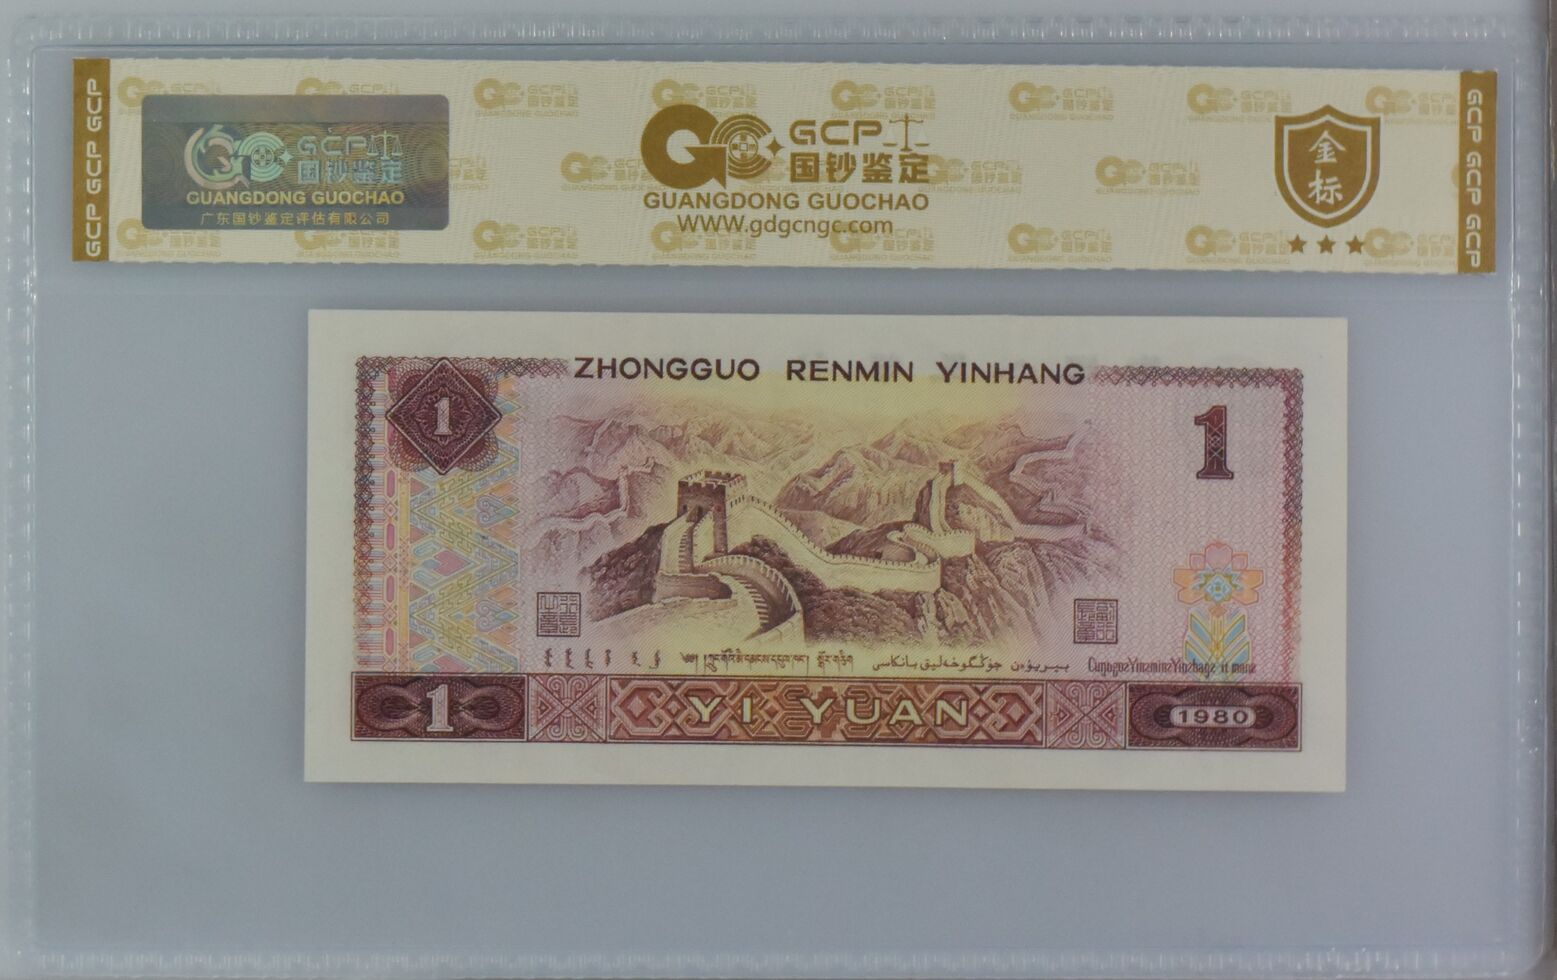 GCP GCP GCP
GCP
国钞鉴定
GUANGDONG GUOCHAO
广东国钞鉴定评估有限公司
GCP
国钞鉴定
GUANGDONG GUOCHAO
WWW.gdgcngc.com
金标
GCP GCP GCP
ZHONGGUO RENMIN YINHANG
1
1
1 YI YUAN 1980